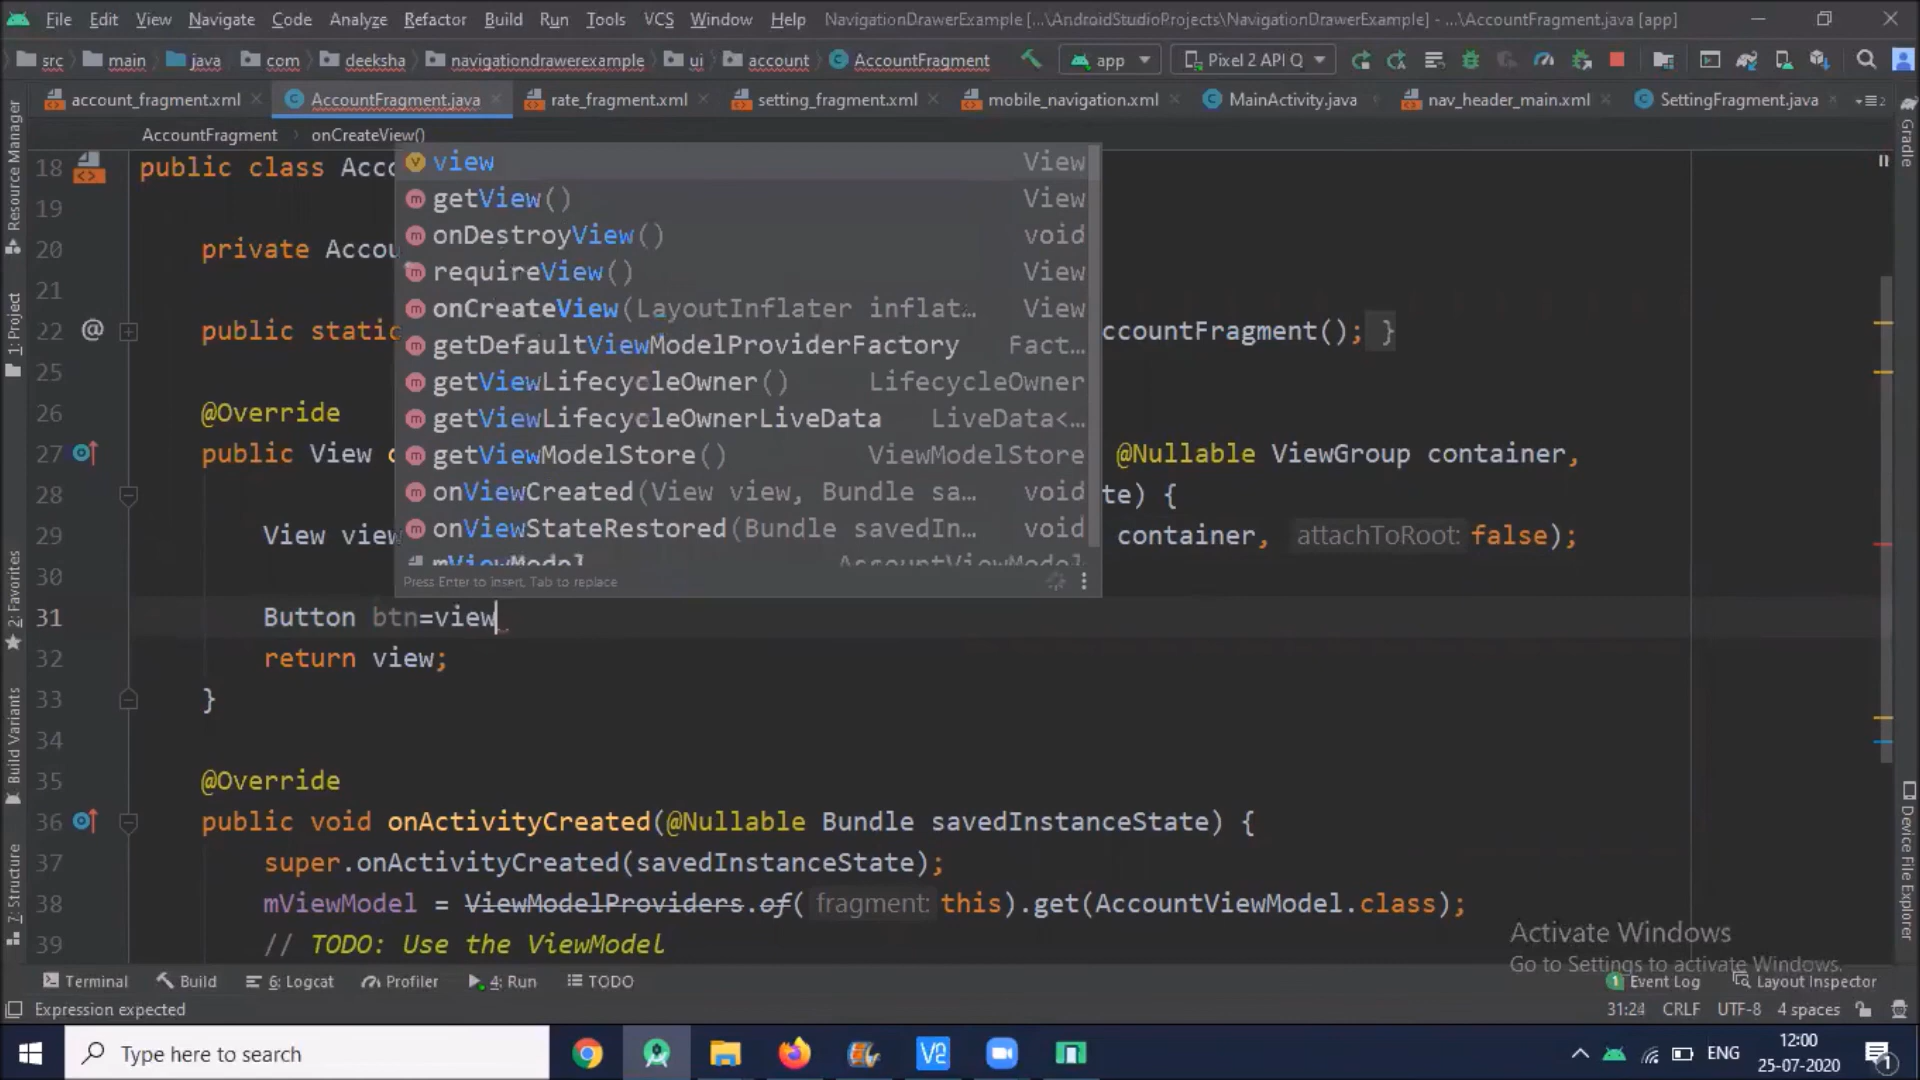 File Edit View Navigate Code Analyze Refactor Build Run Tools VCS Window Help NavigationDrawerExample [...\AndroidStudioProjects\NavigationDrawerExample] - ...\AccountFragment.java [app]
src main java com deeksha navigationdrawerexample ui account AccountFragment app Pixel 2 API Q
account_fragment.xml AccountFragment.java rate_fragment.xml setting_fragment.xml mobile_navigation.xml MainActivity.java nav_header_main.xml SettingFragment.java
AccountFragment onCreateView()
Resource Manager
1: Project
2: Favorites
Build Variants
7: Structure
Gradle
Device File Explorer
18 public class Acc
19
20 private Accou
21
22 @ public static ccountFragment(); }
25
26 @Override
27 public View @Nullable ViewGroup container,
28 te) {
29 View view container, attachToRoot: false);
30
31 Button btn=view
32 return view;
33 }
34
35 @Override
36 public void onActivityCreated(@Nullable Bundle savedInstanceState) {
37 super.onActivityCreated(savedInstanceState);
38 mViewModel = ViewModelProviders.of( fragment: this).get(AccountViewModel.class);
39 // TODO: Use the ViewModel
view View
getView() View
onDestroyView() void
requireView() View
onCreateView(LayoutInflater inflat... View
getDefaultViewModelProviderFactory Fact...
getViewLifecycleOwner() LifecycleOwner
getViewLifecycleOwnerLiveData LiveData<...
getViewModelStore() ViewModelStore
onViewCreated(View view, Bundle sa... void
onViewStateRestored(Bundle savedIn... void
mViewModel AccountViewModel
Press Enter to insert, Tab to replace
Activate Windows
Go to Settings to activate Windows.
Terminal Build 6: Logcat Profiler 4: Run TODO 1 Event Log Layout Inspector
Expression expected 31:24 CRLF UTF-8 4 spaces
Type here to search ENG 12:00
25-07-2020 1